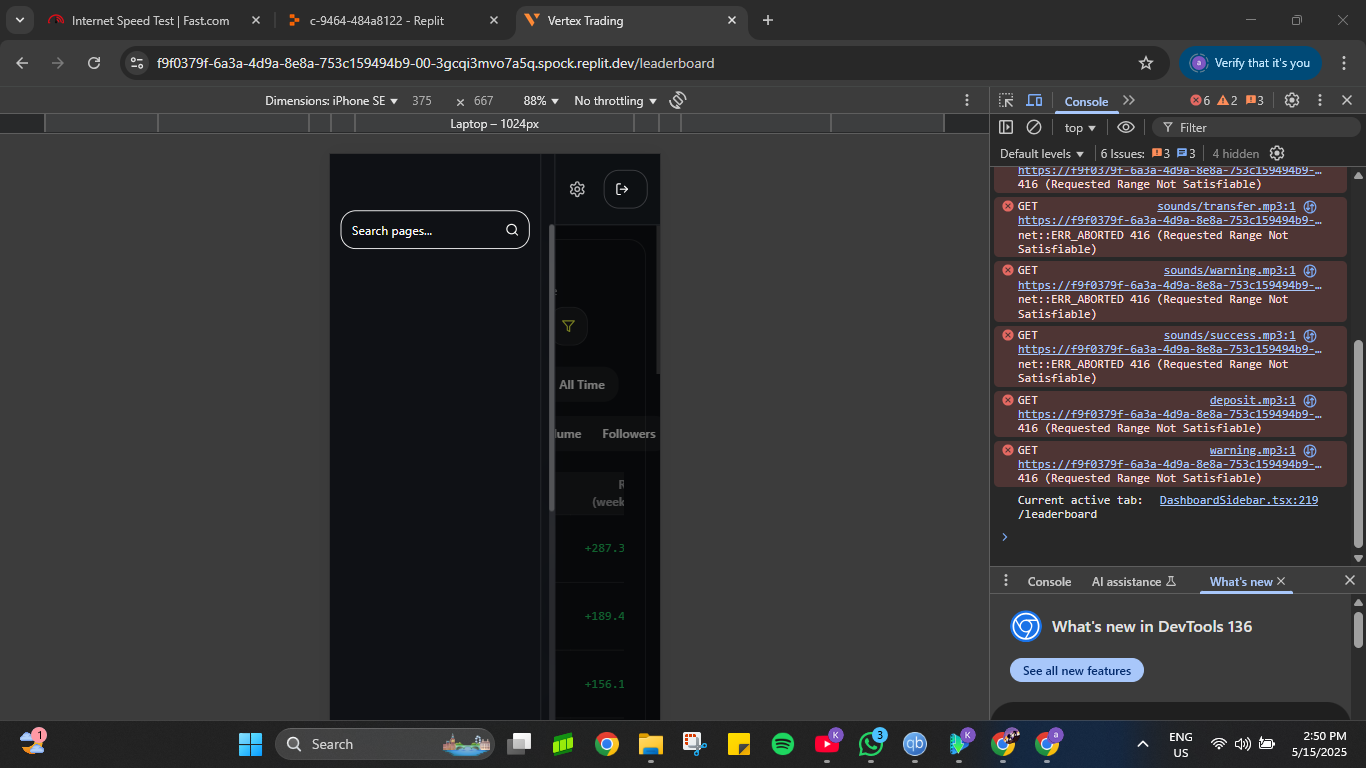 Internet Speed Test | Fast.com
c-9464-484a8122 - Replit
Vertex Trading
f9f0379f-6a3a-4d9a-8e8a-753c159494b9-00-3gcqi3mvo7a5q.spock.replit.dev/leaderboard
a
Verify that it's you
Dimensions: iPhone SE
375
×
667
88%
No throttling
Laptop – 1024px
Search pages...
All Time
lume
Followers
R
(week
+287.3
+189.4
+156.1
Console
6
2
3
top
Filter
Default levels
6 Issues:
3
3
4 hidden
https://f9f0379f-6a3a-4d9a-8e8a-753c159494b9-…
416 (Requested Range Not Satisfiable)
GET sounds/transfer.mp3:1
https://f9f0379f-6a3a-4d9a-8e8a-753c159494b9-…
net::ERR_ABORTED 416 (Requested Range Not
Satisfiable)
GET sounds/warning.mp3:1
https://f9f0379f-6a3a-4d9a-8e8a-753c159494b9-…
net::ERR_ABORTED 416 (Requested Range Not
Satisfiable)
GET sounds/success.mp3:1
https://f9f0379f-6a3a-4d9a-8e8a-753c159494b9-…
net::ERR_ABORTED 416 (Requested Range Not
Satisfiable)
GET deposit.mp3:1
https://f9f0379f-6a3a-4d9a-8e8a-753c159494b9-…
416 (Requested Range Not Satisfiable)
GET warning.mp3:1
https://f9f0379f-6a3a-4d9a-8e8a-753c159494b9-…
416 (Requested Range Not Satisfiable)
Current active tab: DashboardSidebar.tsx:219
/leaderboard
Console
AI assistance
What's new
What's new in DevTools 136
See all new features
1
Search
K
3
qb
K
a
ENG
US
2:50 PM
5/15/2025